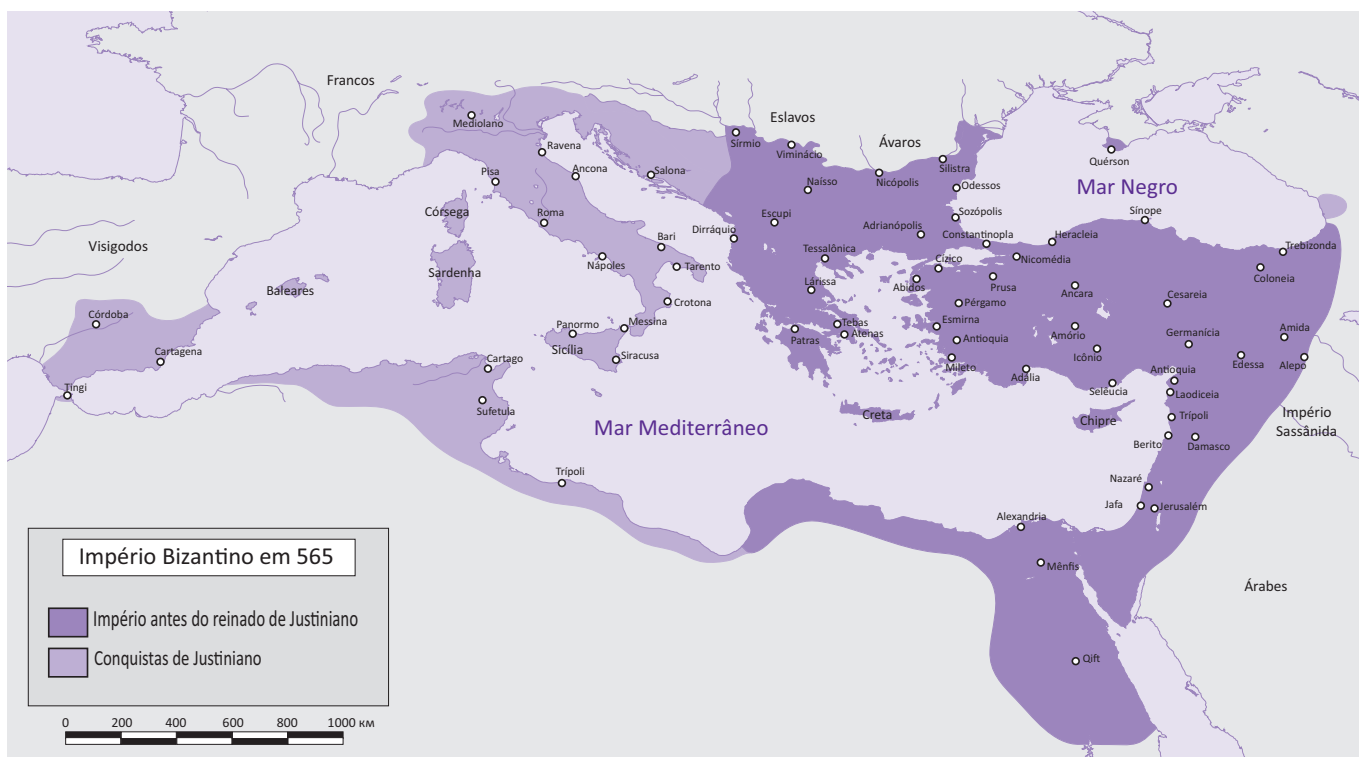 Francos
Eslavos
Ávaros
Visigodos
Mediolano
Ravena
Pisa
Ancona
Salona
Córsega
Roma
Bari
Sardenha
Nápoles
Tarento
Baleares
Crotona
Córdoba
Cartagena
Tingi
Panormo
Messina
Sicília
Siracusa
Cartago
Sufetula
Trípoli
Sírmio
Viminácio
Naísso
Nicópolis
Silistra
Odessos
Escupi
Sozópolis
Adrianópolis
Dirráquio
Constantinopla
Tessalônica
Cízico
Nicomédia
Lárissa
Abidos
Prusa
Heracleia
Sínope
Quérson
Mar Negro
Trebizonda
Coloneia
Ancara
Cesareia
Pérgamo
Esmirna
Tebas
Atenas
Patras
Antioquia
Amório
Icônio
Germanícia
Amida
Mileto
Adália
Edessa
Alepo
Antioquia
Selêucia
Laodiceia
Creta
Chipre
Trípoli
Império
Sassânida
Berito
Damasco
Mar Mediterrâneo
Nazaré
Jafa
Jerusalém
Alexandria
Mênfis
Árabes
Qift
Império Bizantino em 565
Império antes do reinado de Justiniano
Conquistas de Justiniano
0 200 400 600 800 1000 км